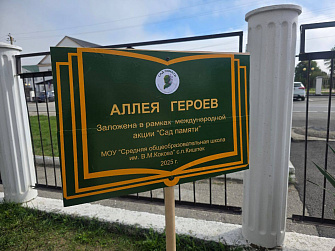 АЛЛЕЯ ГЕРОЕВ
Заложена в рамках международной
акции "Сад памяти"
МОУ "Средняя общеобразовательная школа
им. В.М.Кокова" с.п.Кишпек
2025 г.